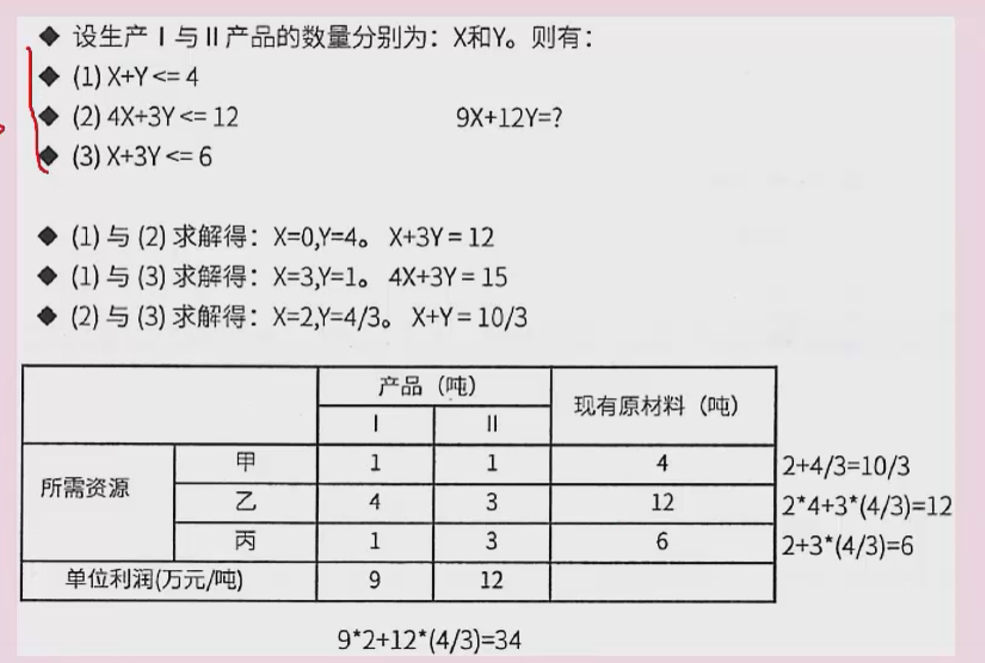 ◆ 设生产 I 与 II 产品的数量分别为：X和Y。则有：
◆ (1) X+Y <= 4
◆ (2) 4X+3Y <= 12 9X+12Y=?
◆ (3) X+3Y <= 6
◆ (1) 与 (2) 求解得：X=0,Y=4。 X+3Y = 12
◆ (1) 与 (3) 求解得：X=3,Y=1。 4X+3Y = 15
◆ (2) 与 (3) 求解得：X=2,Y=4/3。 X+Y = 10/3
产品（吨） 现有原材料（吨）
I II
所需资源 甲 1 1 4 2+4/3=10/3
乙 4 3 12 2*4+3*(4/3)=12
丙 1 3 6 2+3*(4/3)=6
单位利润(万元/吨) 9 12
9*2+12*(4/3)=34